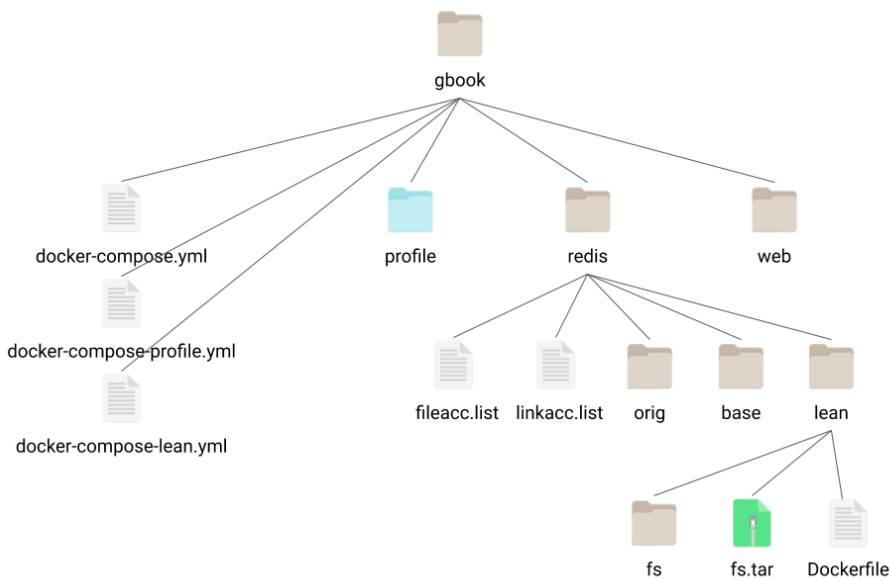 gbook
docker-compose.yml
profile
redis
web
docker-compose-profile.yml
fileacc.list
linkacc.list
orig
base
lean
docker-compose-lean.yml
fs
fs.tar
Dockerfile